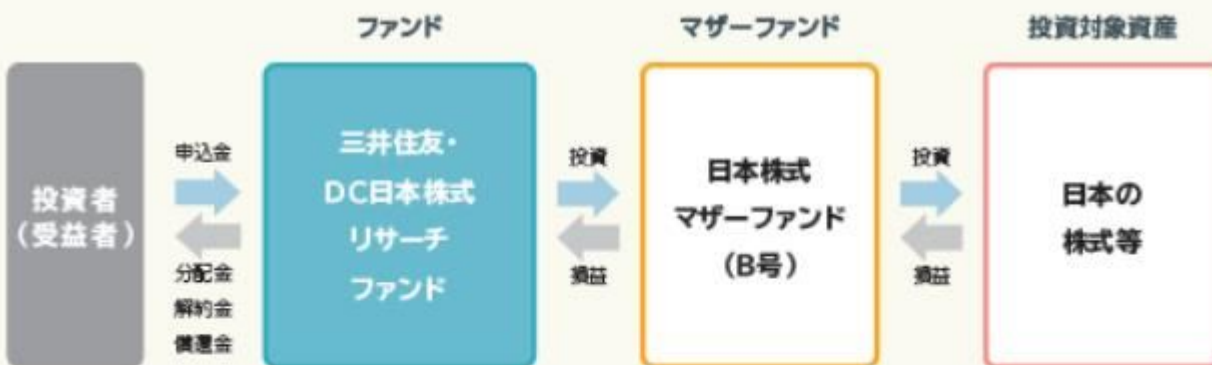 ファンド
マザーファンド
投資対象資産
投資者
(受益者)
申込金
分配金
解約金
償還金
三井住友・
DC日本株式
リサーチ
ファンド
投資
損益
日本株式
マザーファンド
(B号)
投資
損益
日本の
株式等